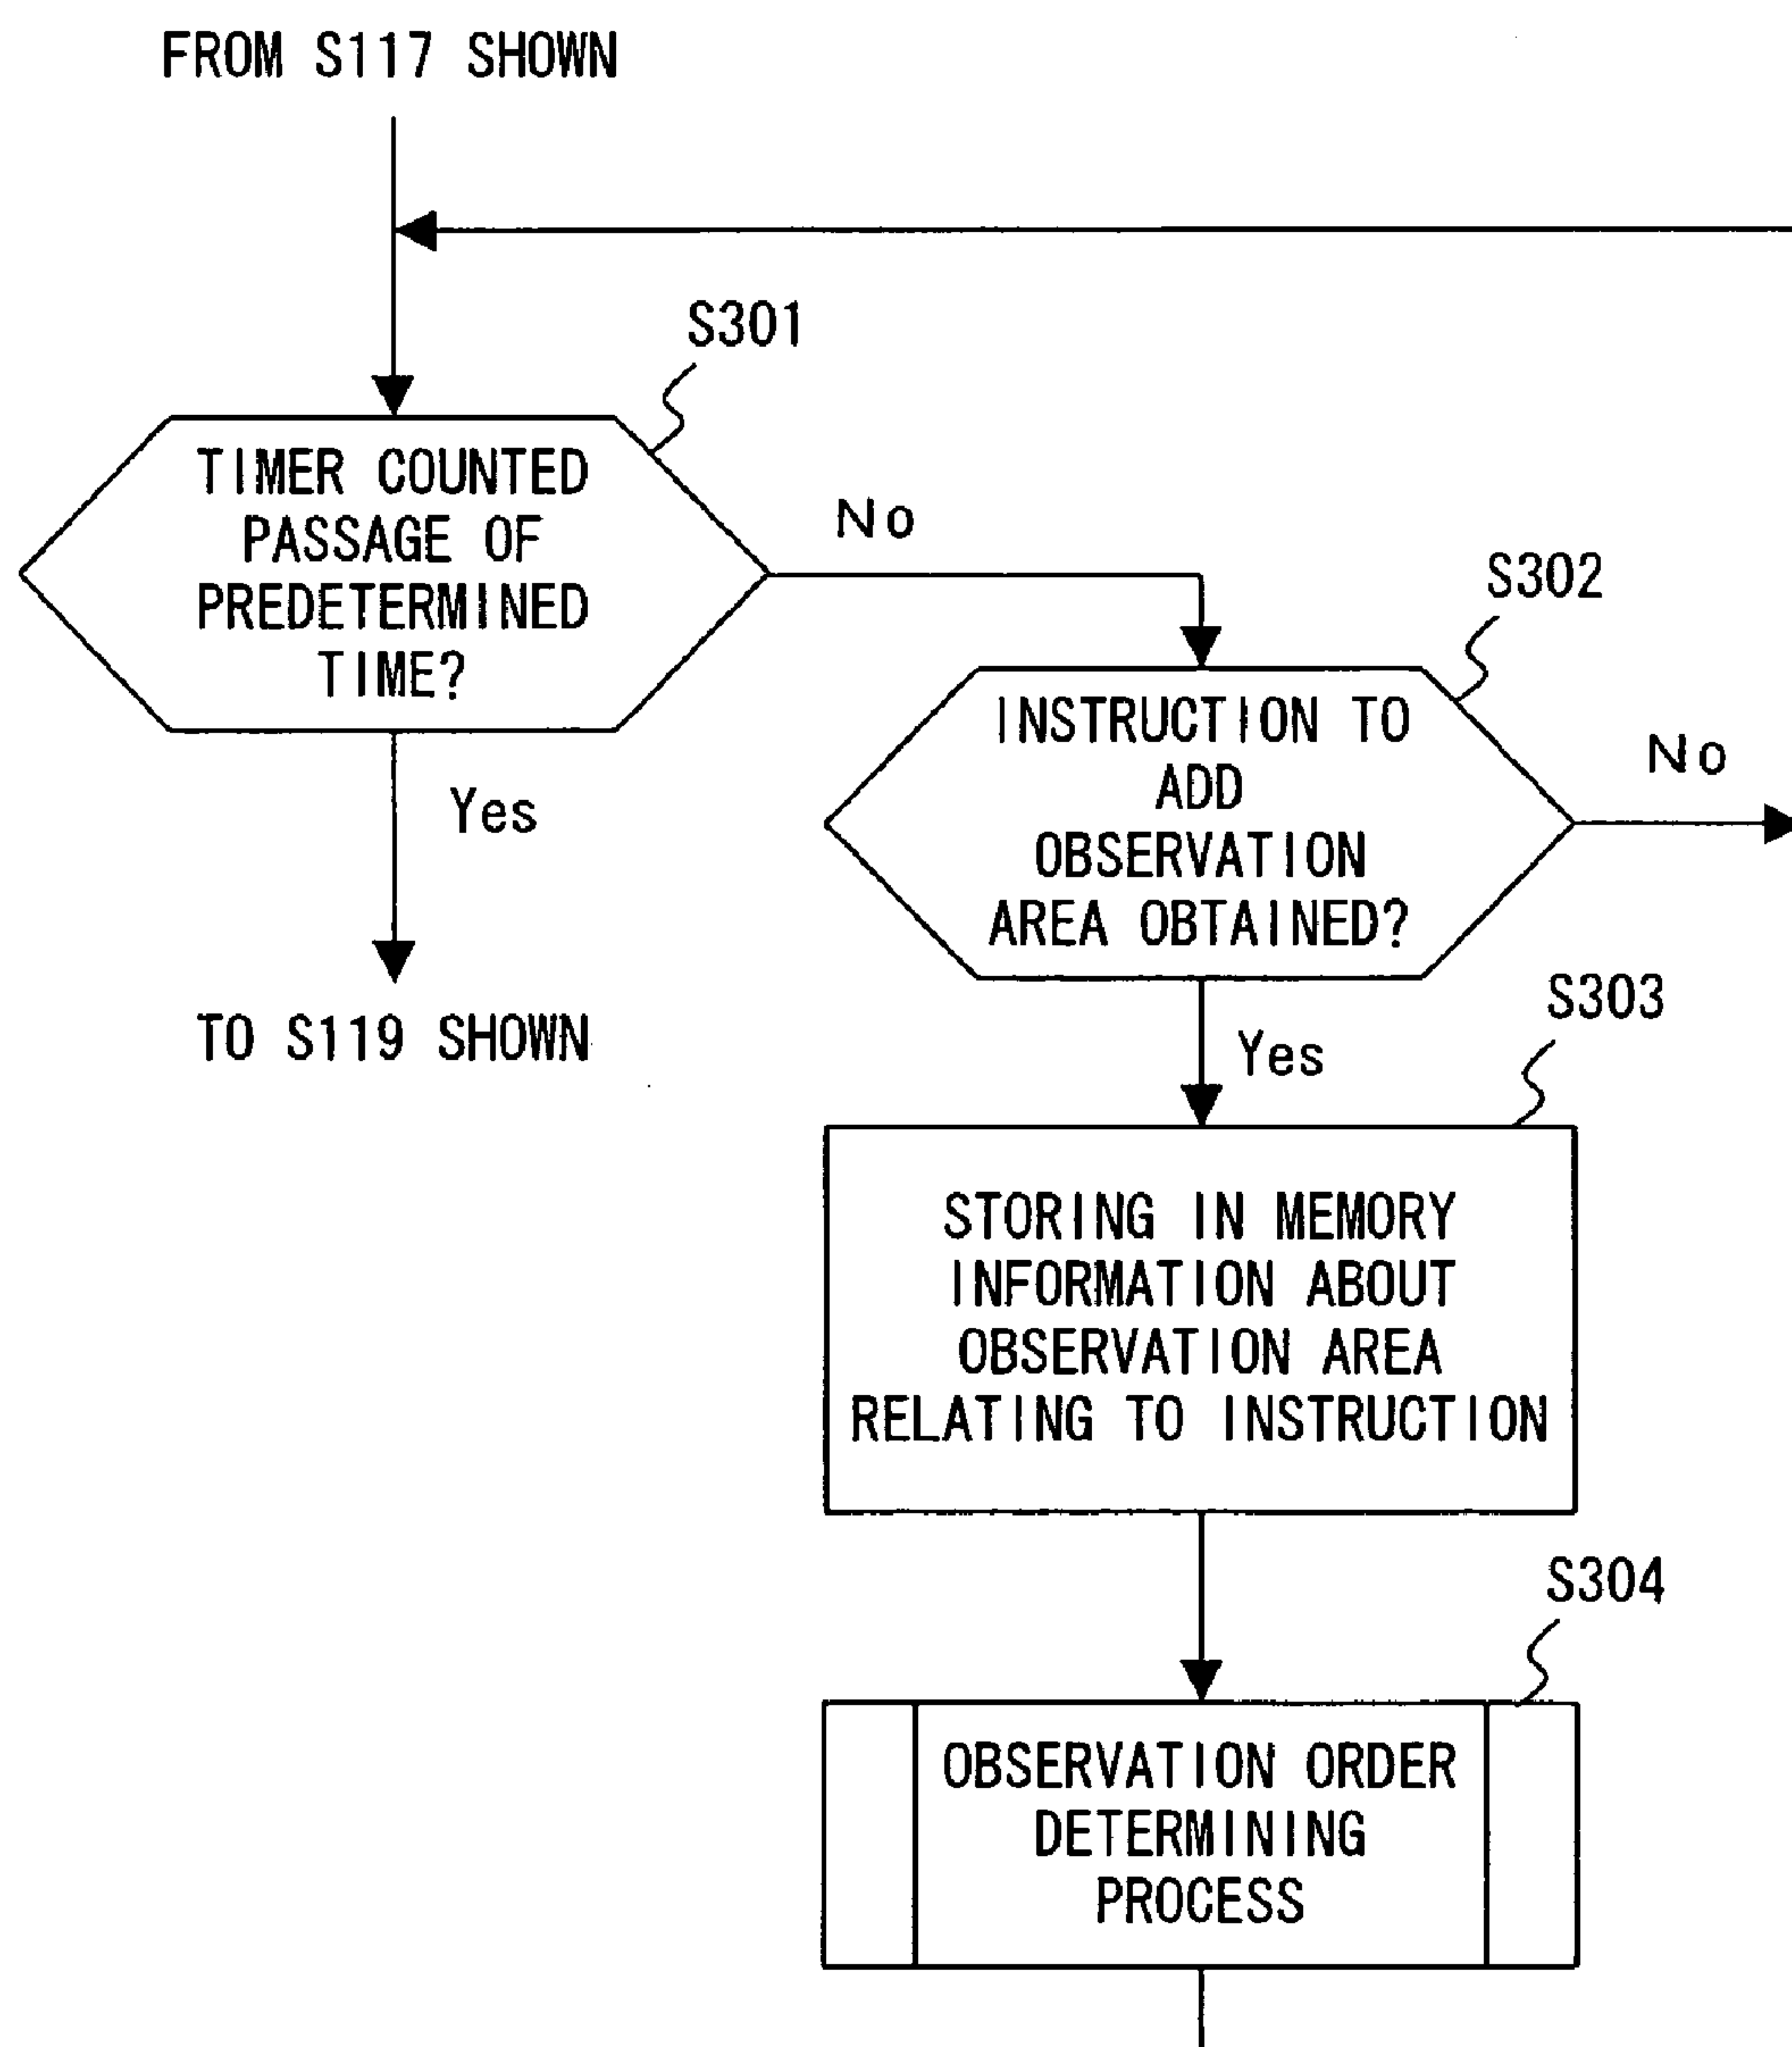 FROM S117 SHOWN
S301
TIMER COUNTED
PASSAGE OF
PREDETERMINED
TIME?
No
Yes
TO S119 SHOWN
S302
INSTRUCTION TO
ADD
OBSERVATION
AREA OBTAINED?
No
Yes
S303
STORING IN MEMORY
INFORMATION ABOUT
OBSERVATION AREA
RELATING TO INSTRUCTION
S304
OBSERVATION ORDER
DETERMINING
PROCESS